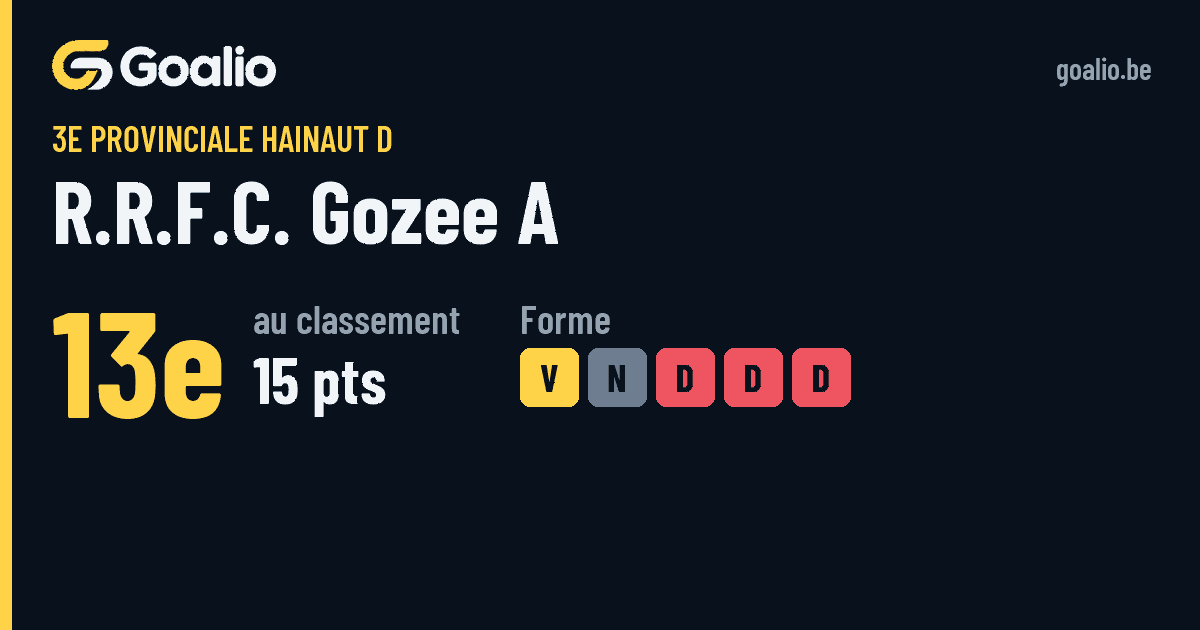 Goalio
goalio.be
3E PROVINCIALE HAINAUT D
R.R.F.C. Gozee A
13e
au classement
15 pts
Forme
V N D D D